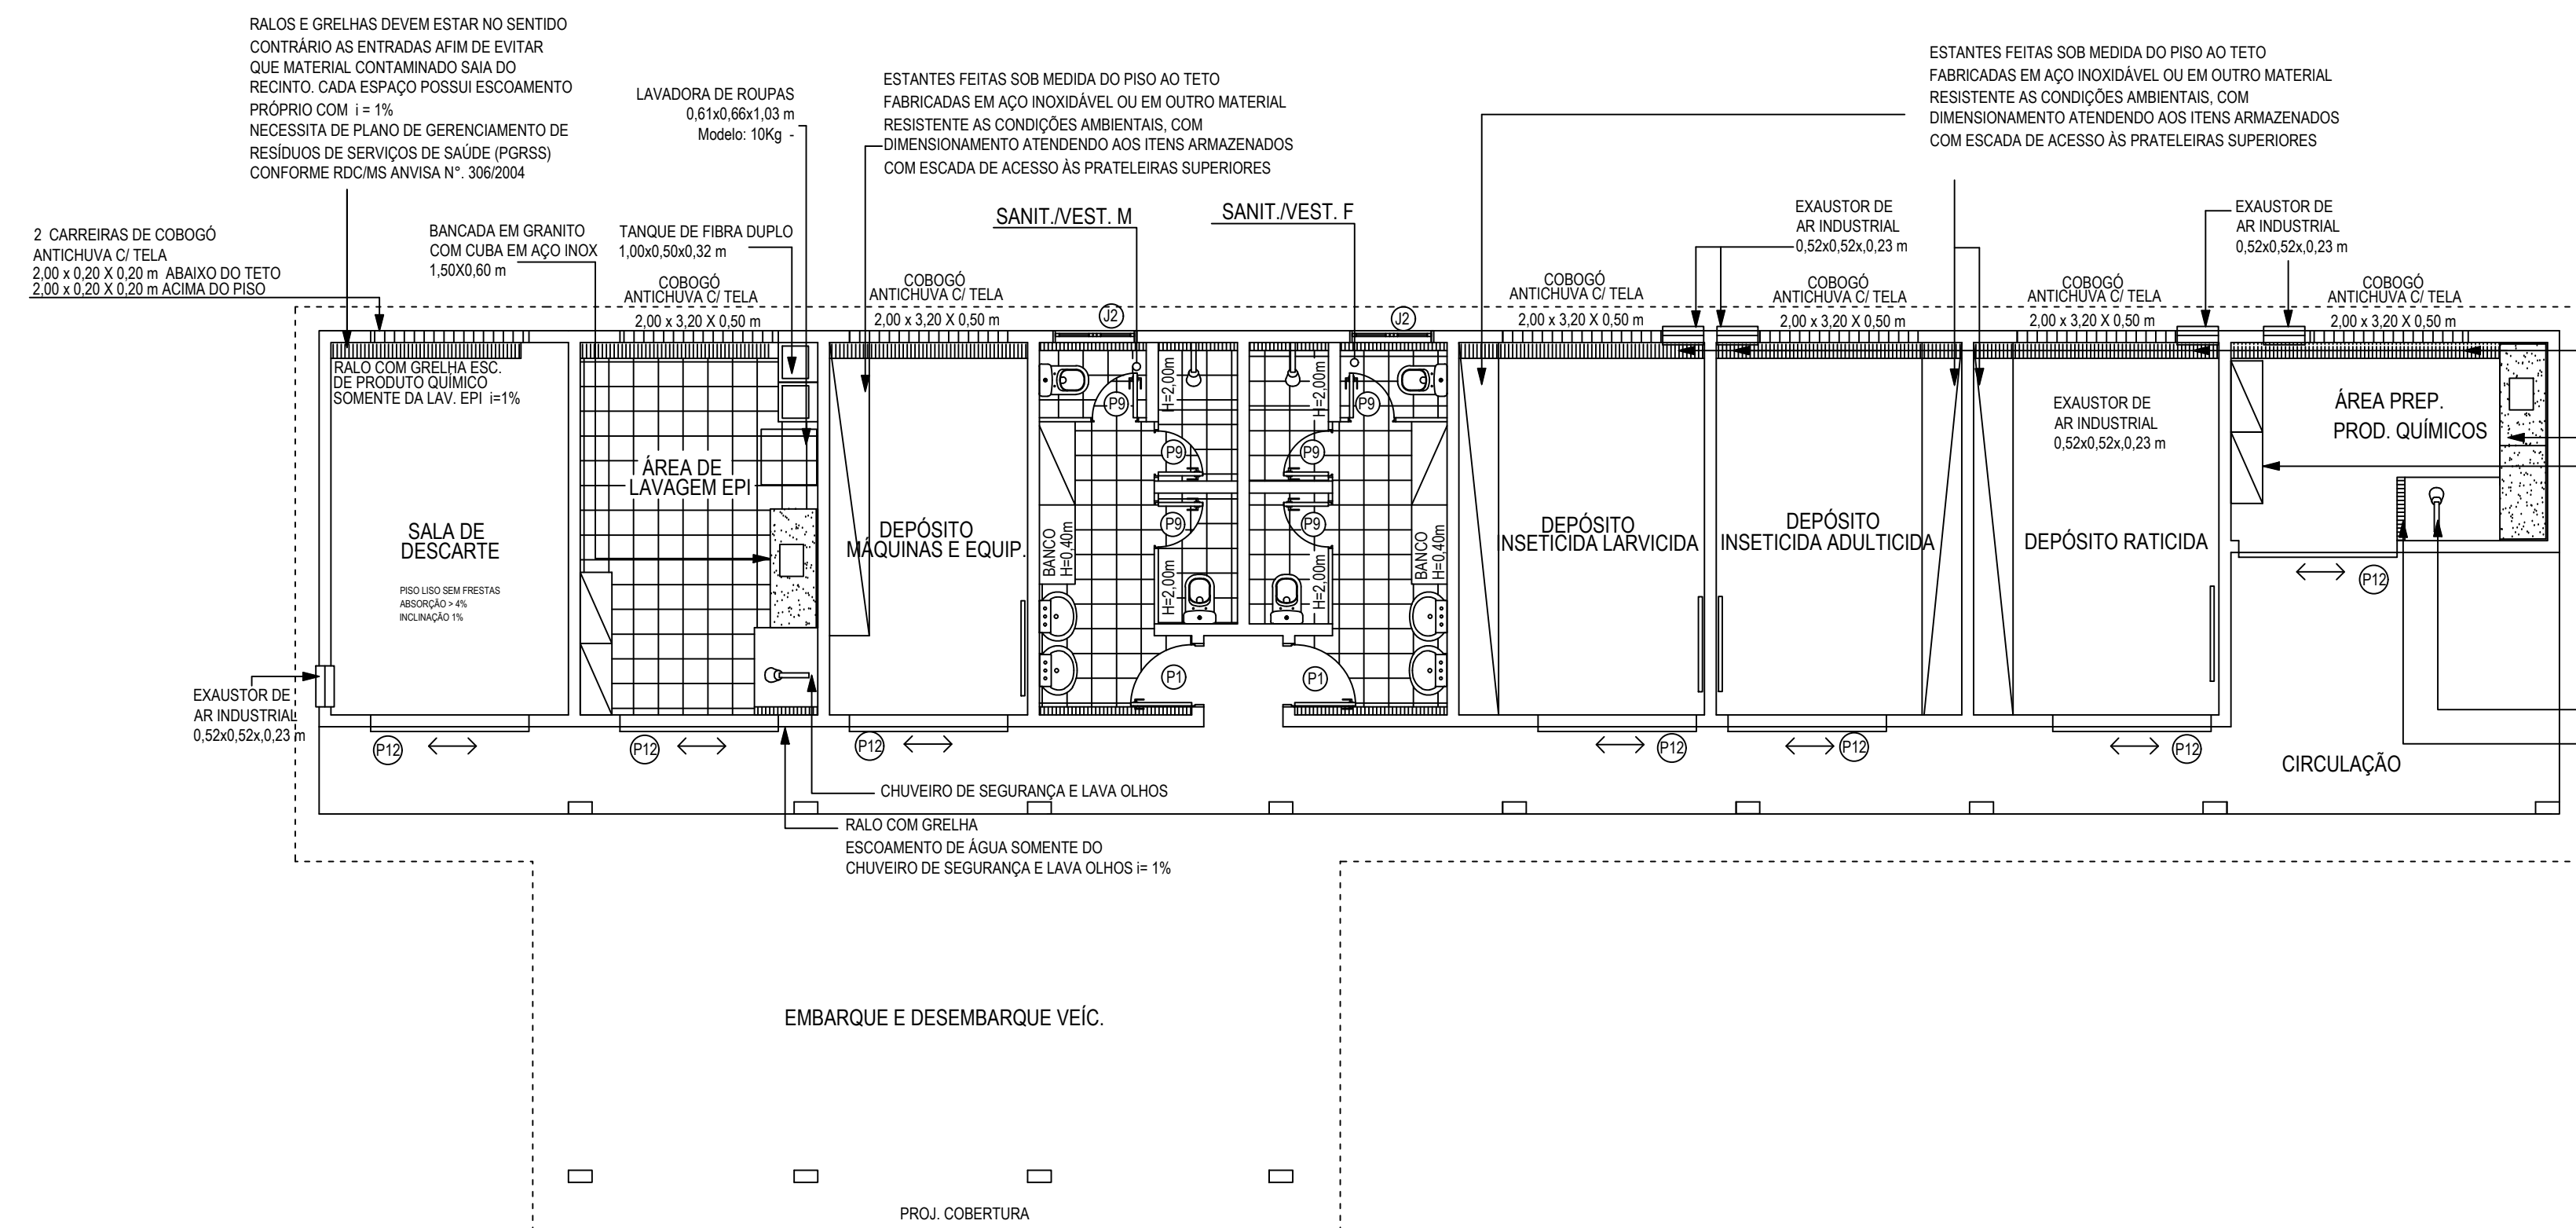 RALOS E GRELHAS DEVEM ESTAR NO SENTIDO
CONTRÁRIO AS ENTRADAS AFIM DE EVITAR
QUE MATERIAL CONTAMINADO SAIA DO
RECINTO. CADA ESPAÇO POSSUI ESCOAMENTO
PRÓPRIO COM i = 1%
NECESSITA DE PLANO DE GERENCIAMENTO DE
RESÍDUOS DE SERVIÇOS DE SAÚDE (PGRSS)
CONFORME RDC/MS ANVISA N°. 306/2004
LAVADORA DE ROUPAS
0,61x0,66x1,03 m
Modelo: 10Kg -
ESTANTES FEITAS SOB MEDIDA DO PISO AO TETO
FABRICADAS EM AÇO INOXIDÁVEL OU EM OUTRO MATERIAL
RESISTENTE AS CONDIÇÕES AMBIENTAIS, COM
DIMENSIONAMENTO ATENDENDO AOS ITENS ARMAZENADOS
COM ESCADA DE ACESSO ÀS PRATELEIRAS SUPERIORES
ESTANTES FEITAS SOB MEDIDA DO PISO AO TETO
FABRICADAS EM AÇO INOXIDÁVEL OU EM OUTRO MATERIAL
RESISTENTE AS CONDIÇÕES AMBIENTAIS, COM
DIMENSIONAMENTO ATENDENDO AOS ITENS ARMAZENADOS
COM ESCADA DE ACESSO ÀS PRATELEIRAS SUPERIORES
2 CARREIRAS DE COBOGÓ
ANTICHUVA C/ TELA
2,00 x 0,20 X 0,20 m ABAIXO DO TETO
2,00 x 0,20 X 0,20 m ACIMA DO PISO
BANCADA EM GRANITO
COM CUBA EM AÇO INOX
1,50X0,60 m
TANQUE DE FIBRA DUPLO
1,00x0,50x0,32 m
SANIT./VEST. M
SANIT./VEST. F
EXAUSTOR DE
AR INDUSTRIAL
0,52x0,52x,0,23 m
EXAUSTOR DE
AR INDUSTRIAL
0,52x0,52x,0,23 m
COBOGÓ
ANTICHUVA C/ TELA
2,00 x 3,20 X 0,50 m
COBOGÓ
ANTICHUVA C/ TELA
2,00 x 3,20 X 0,50 m
COBOGÓ
ANTICHUVA C/ TELA
2,00 x 3,20 X 0,50 m
COBOGÓ
ANTICHUVA C/ TELA
2,00 x 3,20 X 0,50 m
COBOGÓ
ANTICHUVA C/ TELA
2,00 x 3,20 X 0,50 m
COBOGÓ
ANTICHUVA C/ TELA
2,00 x 3,20 X 0,50 m
J2
J2
RALO COM GRELHA ESC.
DE PRODUTO QUÍMICO
SOMENTE DA LAV. EPI i=1%
SALA DE
DESCARTE
PISO LISO SEM FRESTAS
ABSORÇÃO > 4%
INCLINAÇÃO 1%
ÁREA DE
LAVAGEM EPI
DEPÓSITO
MÁQUINAS E EQUIP.
P9
H=2,00m
P9
P9
BANCO
H=0,40m
H=2,00m
P1
H=2,00m
P9
P9
P9
BANCO
H=0,40m
H=2,00m
P1
DEPÓSITO
INSETICIDA LARVICIDA
DEPÓSITO
INSETICIDA ADULTICIDA
EXAUSTOR DE
AR INDUSTRIAL
0,52x0,52x,0,23 m
DEPÓSITO RATICIDA
ÁREA PREP.
PROD. QUÍMICOS
P12
EXAUSTOR DE
AR INDUSTRIAL
0,52x0,52x,0,23 m
P12
P12
P12
P12
P12
P12
CIRCULAÇÃO
CHUVEIRO DE SEGURANÇA E LAVA OLHOS
RALO COM GRELHA
ESCOAMENTO DE ÁGUA SOMENTE DO
CHUVEIRO DE SEGURANÇA E LAVA OLHOS i= 1%
EMBARQUE E DESEMBARQUE VEÍC.
PROJ. COBERTURA